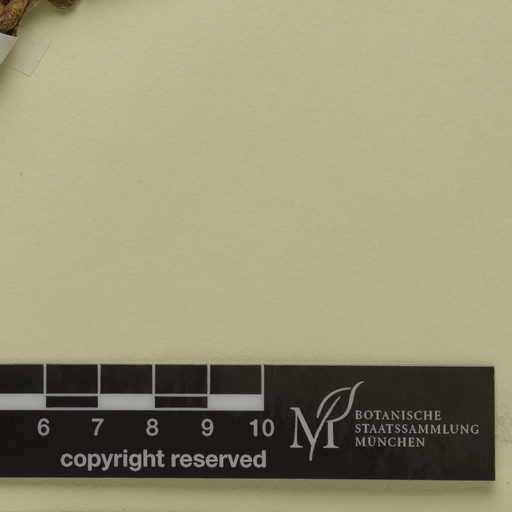 6 7 8 9 10
copyright reserved
BOTANISCHE
STAATSSAMMLUNG
MÜNCHEN